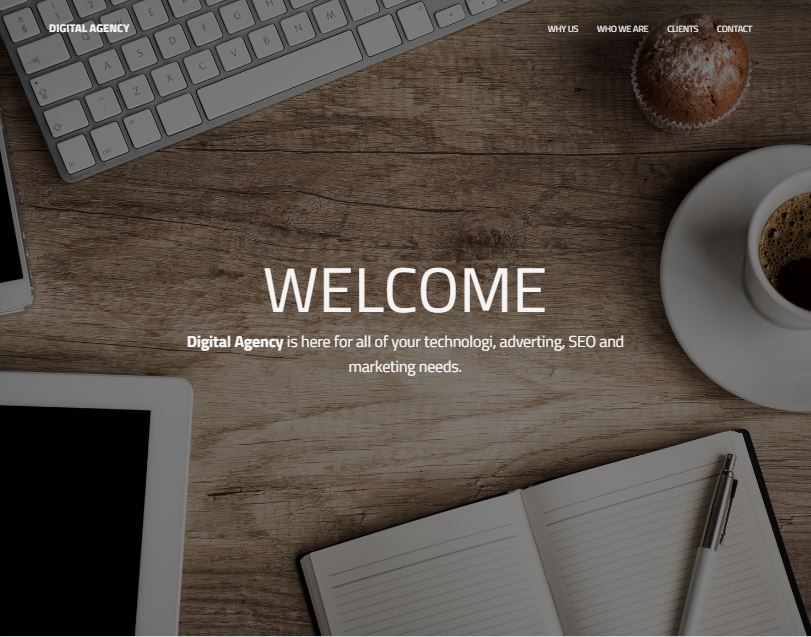 DIGITAL AGENCY
WHY US WHO WE ARE CLIENTS CONTACT
WELCOME
Digital Agency is here for all of your technologi, adverting, SEO and
marketing needs.